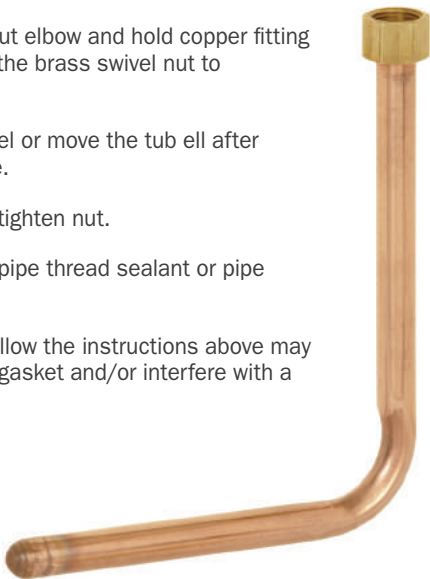 ut elbow and hold copper fitting
the brass swivel nut to
el or move the tub ell after
e.
tighten nut.
pipe thread sealant or pipe
llow the instructions above may
gasket and/or interfere with a